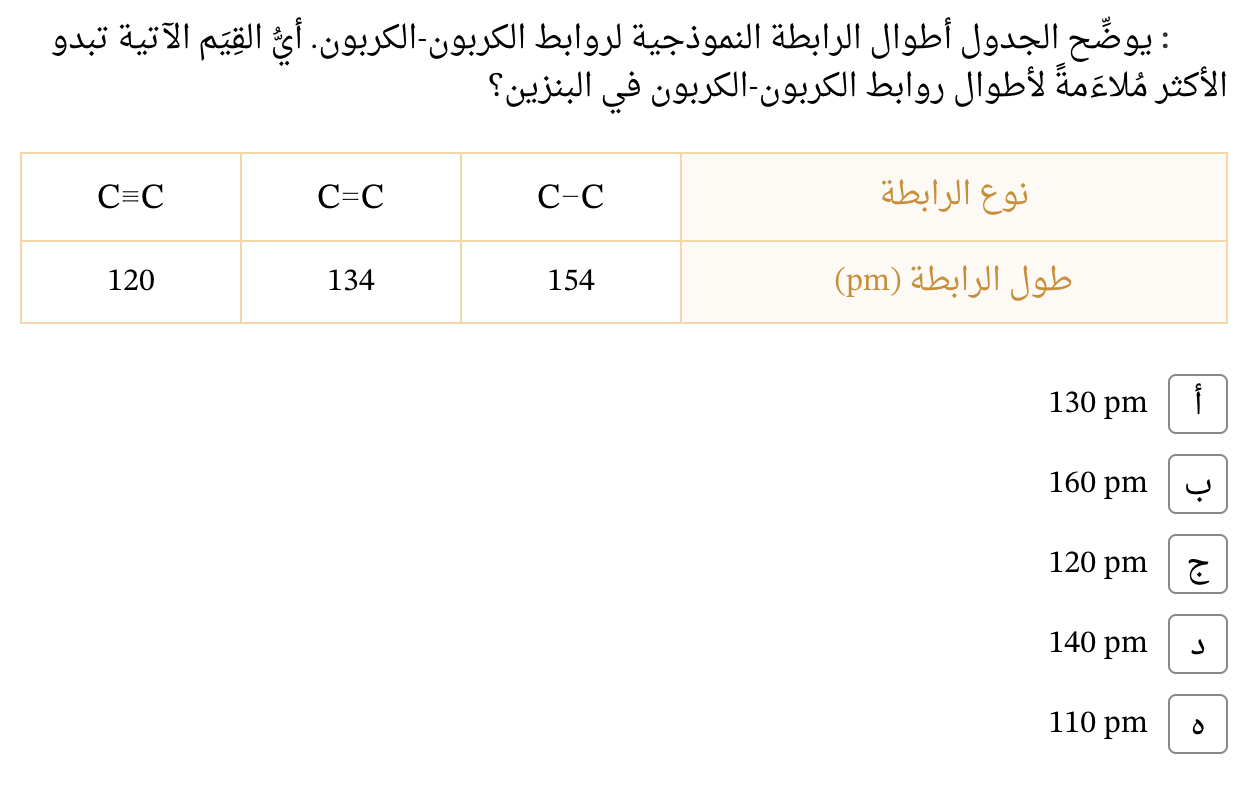 : يوضِّح الجدول أطوال الرابطة النموذجية لروابط الكربون-الكربون. أيُّ القِيَم الآتية تبدو
الأكثر مُلاءَمةً لأطوال روابط الكربون-الكربون في البنزين؟
نوع الرابطة C−C C=C C≡C
طول الرابطة (pm) 154 134 120
أ 130 pm
ب 160 pm
ج 120 pm
د 140 pm
ه 110 pm